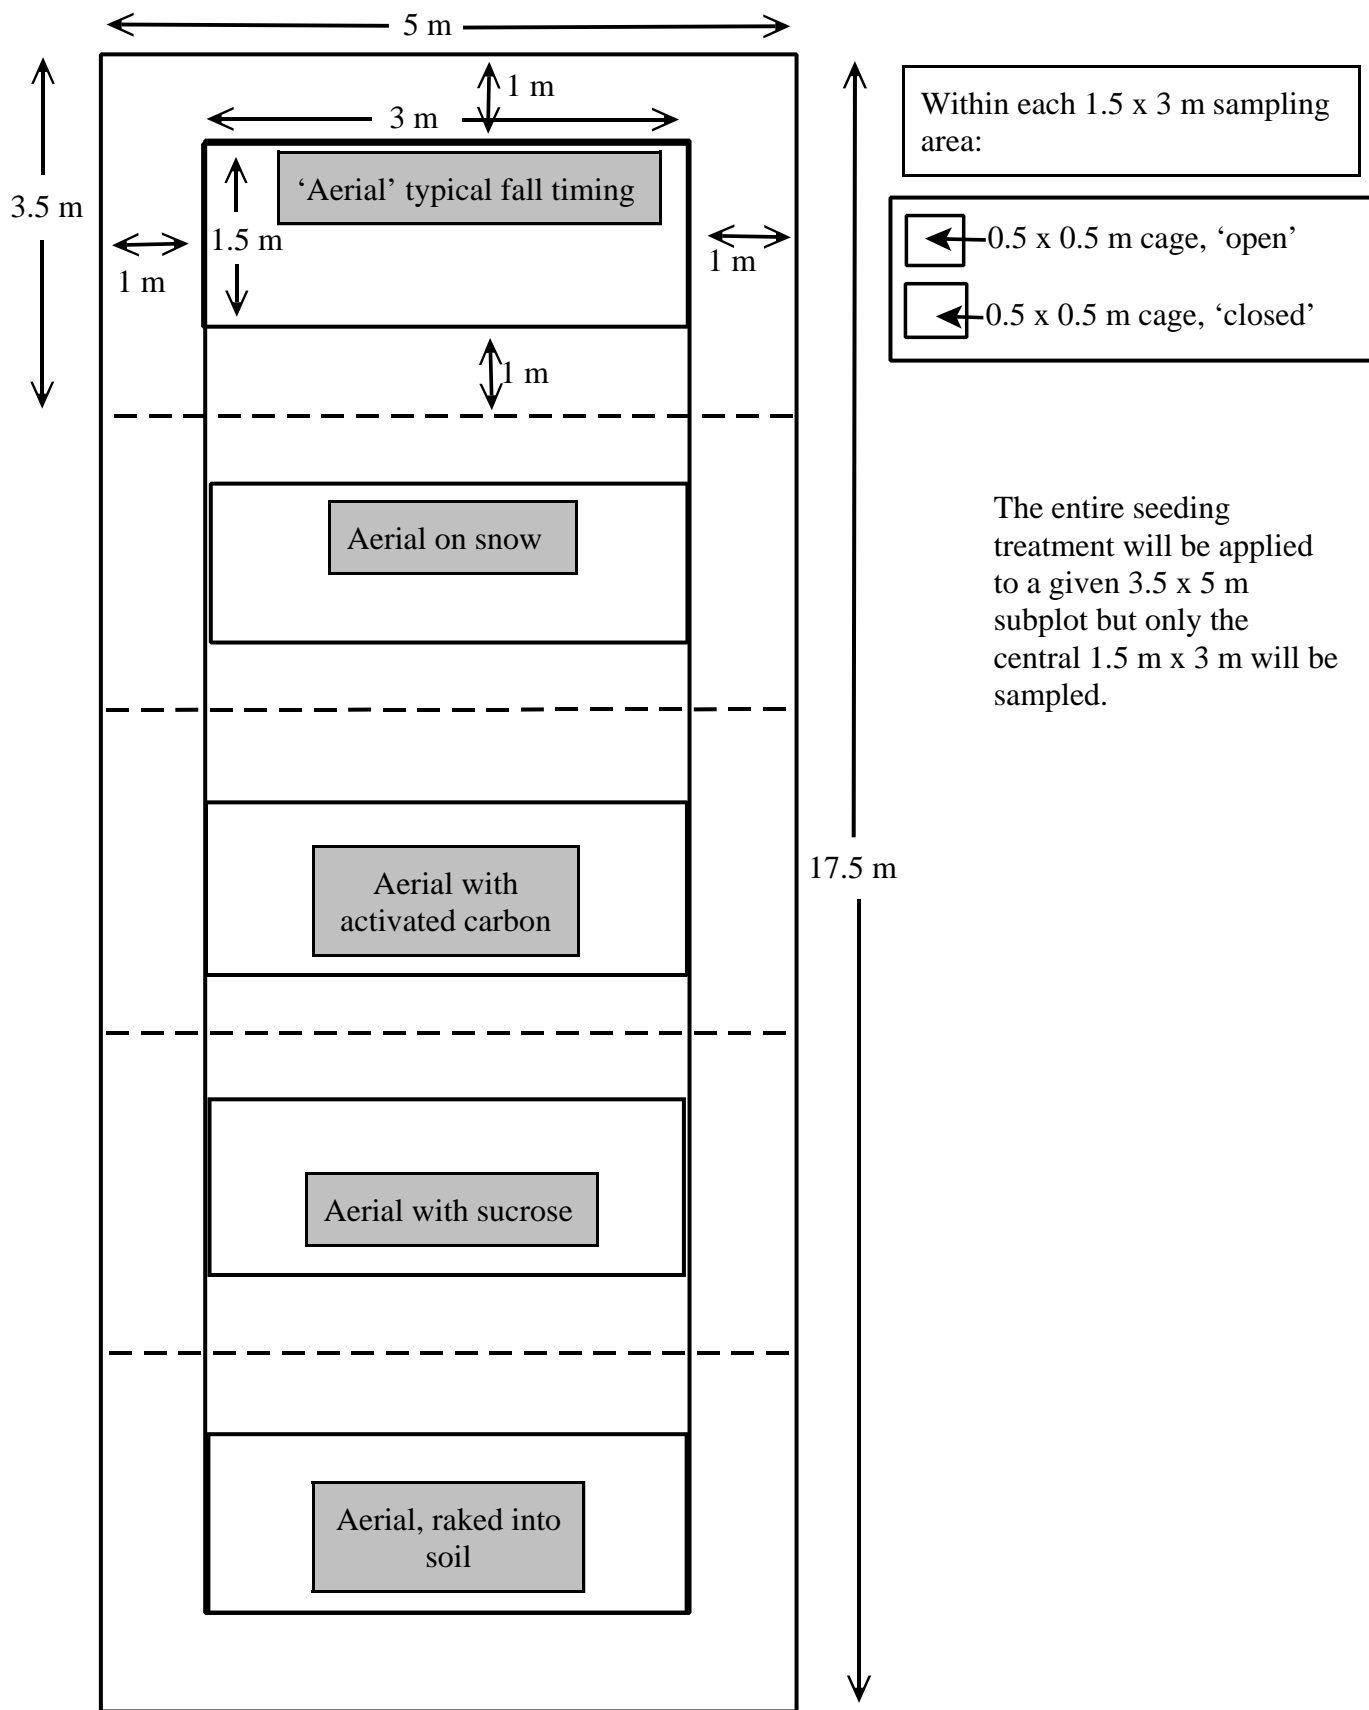 5 m
1 m
3 m
3.5 m
‘Aerial’ typical fall timing
1.5 m
1 m
1 m
1 m
Aerial on snow
Aerial with
activated carbon
Aerial with sucrose
Aerial, raked into
soil
17.5 m
Within each 1.5 x 3 m sampling
area:
0.5 x 0.5 m cage, ‘open’
0.5 x 0.5 m cage, ‘closed’
The entire seeding
treatment will be applied
to a given 3.5 x 5 m
subplot but only the
central 1.5 m x 3 m will be
sampled.